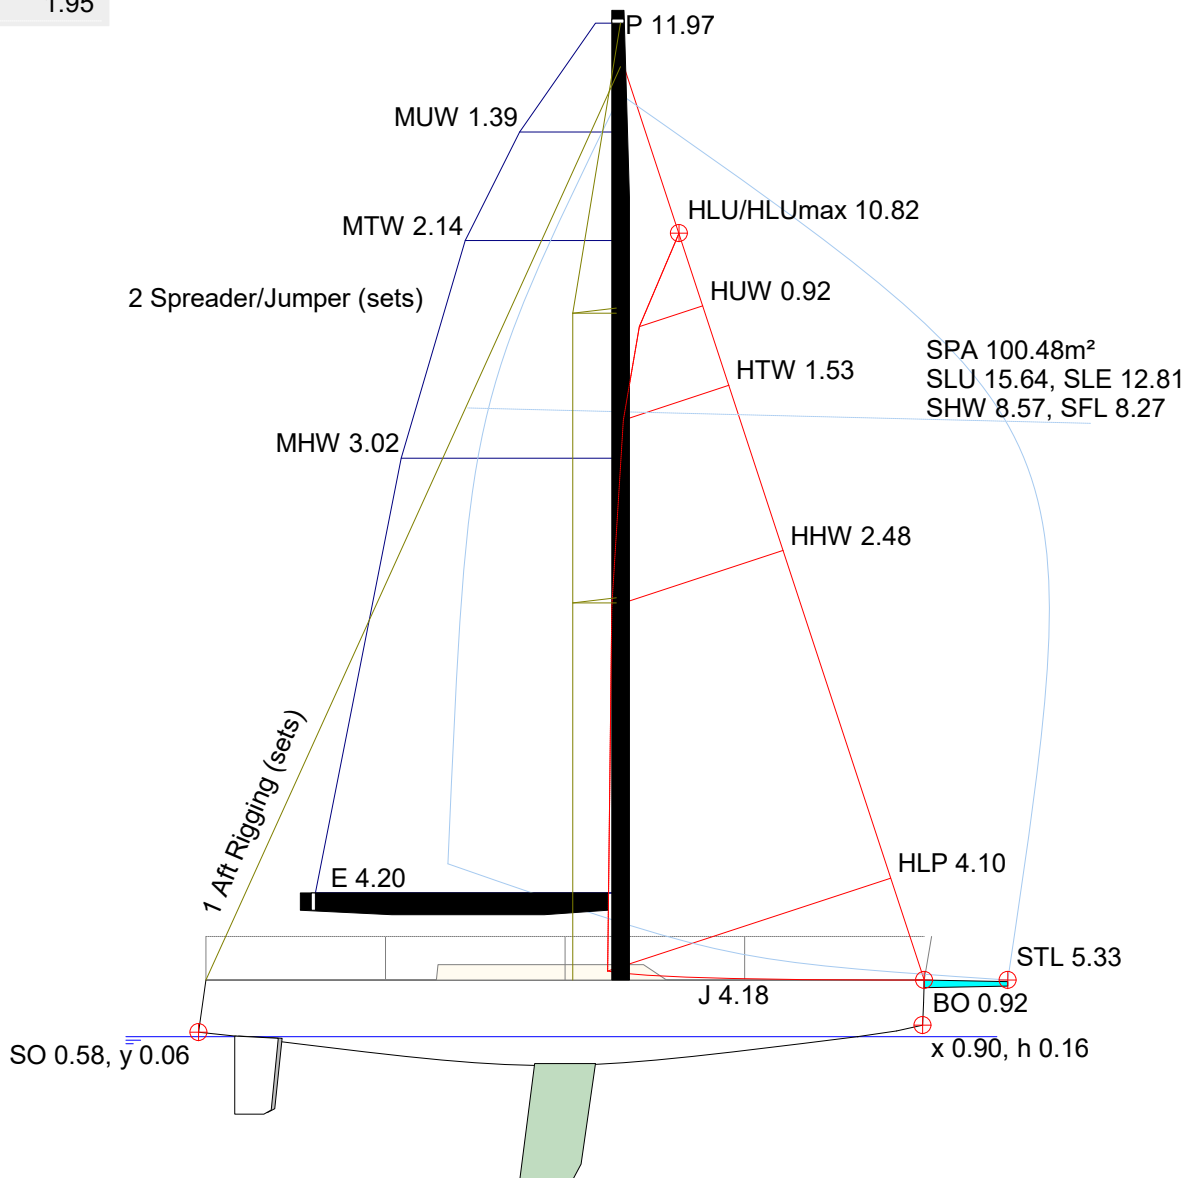 1.95
P 11.97
MUW 1.39
MTW 2.14
HLU/HLUmax 10.82
2 Spreader/Jumper (sets)
HUW 0.92
HTW 1.53
SPA 100.48m²
SLU 15.64, SLE 12.81
SHW 8.57, SFL 8.27
MHW 3.02
HHW 2.48
1 Aft Rigging (sets)
E 4.20
HLP 4.10
STL 5.33
J 4.18
BO 0.92
SO 0.58, y 0.06
x 0.90, h 0.16